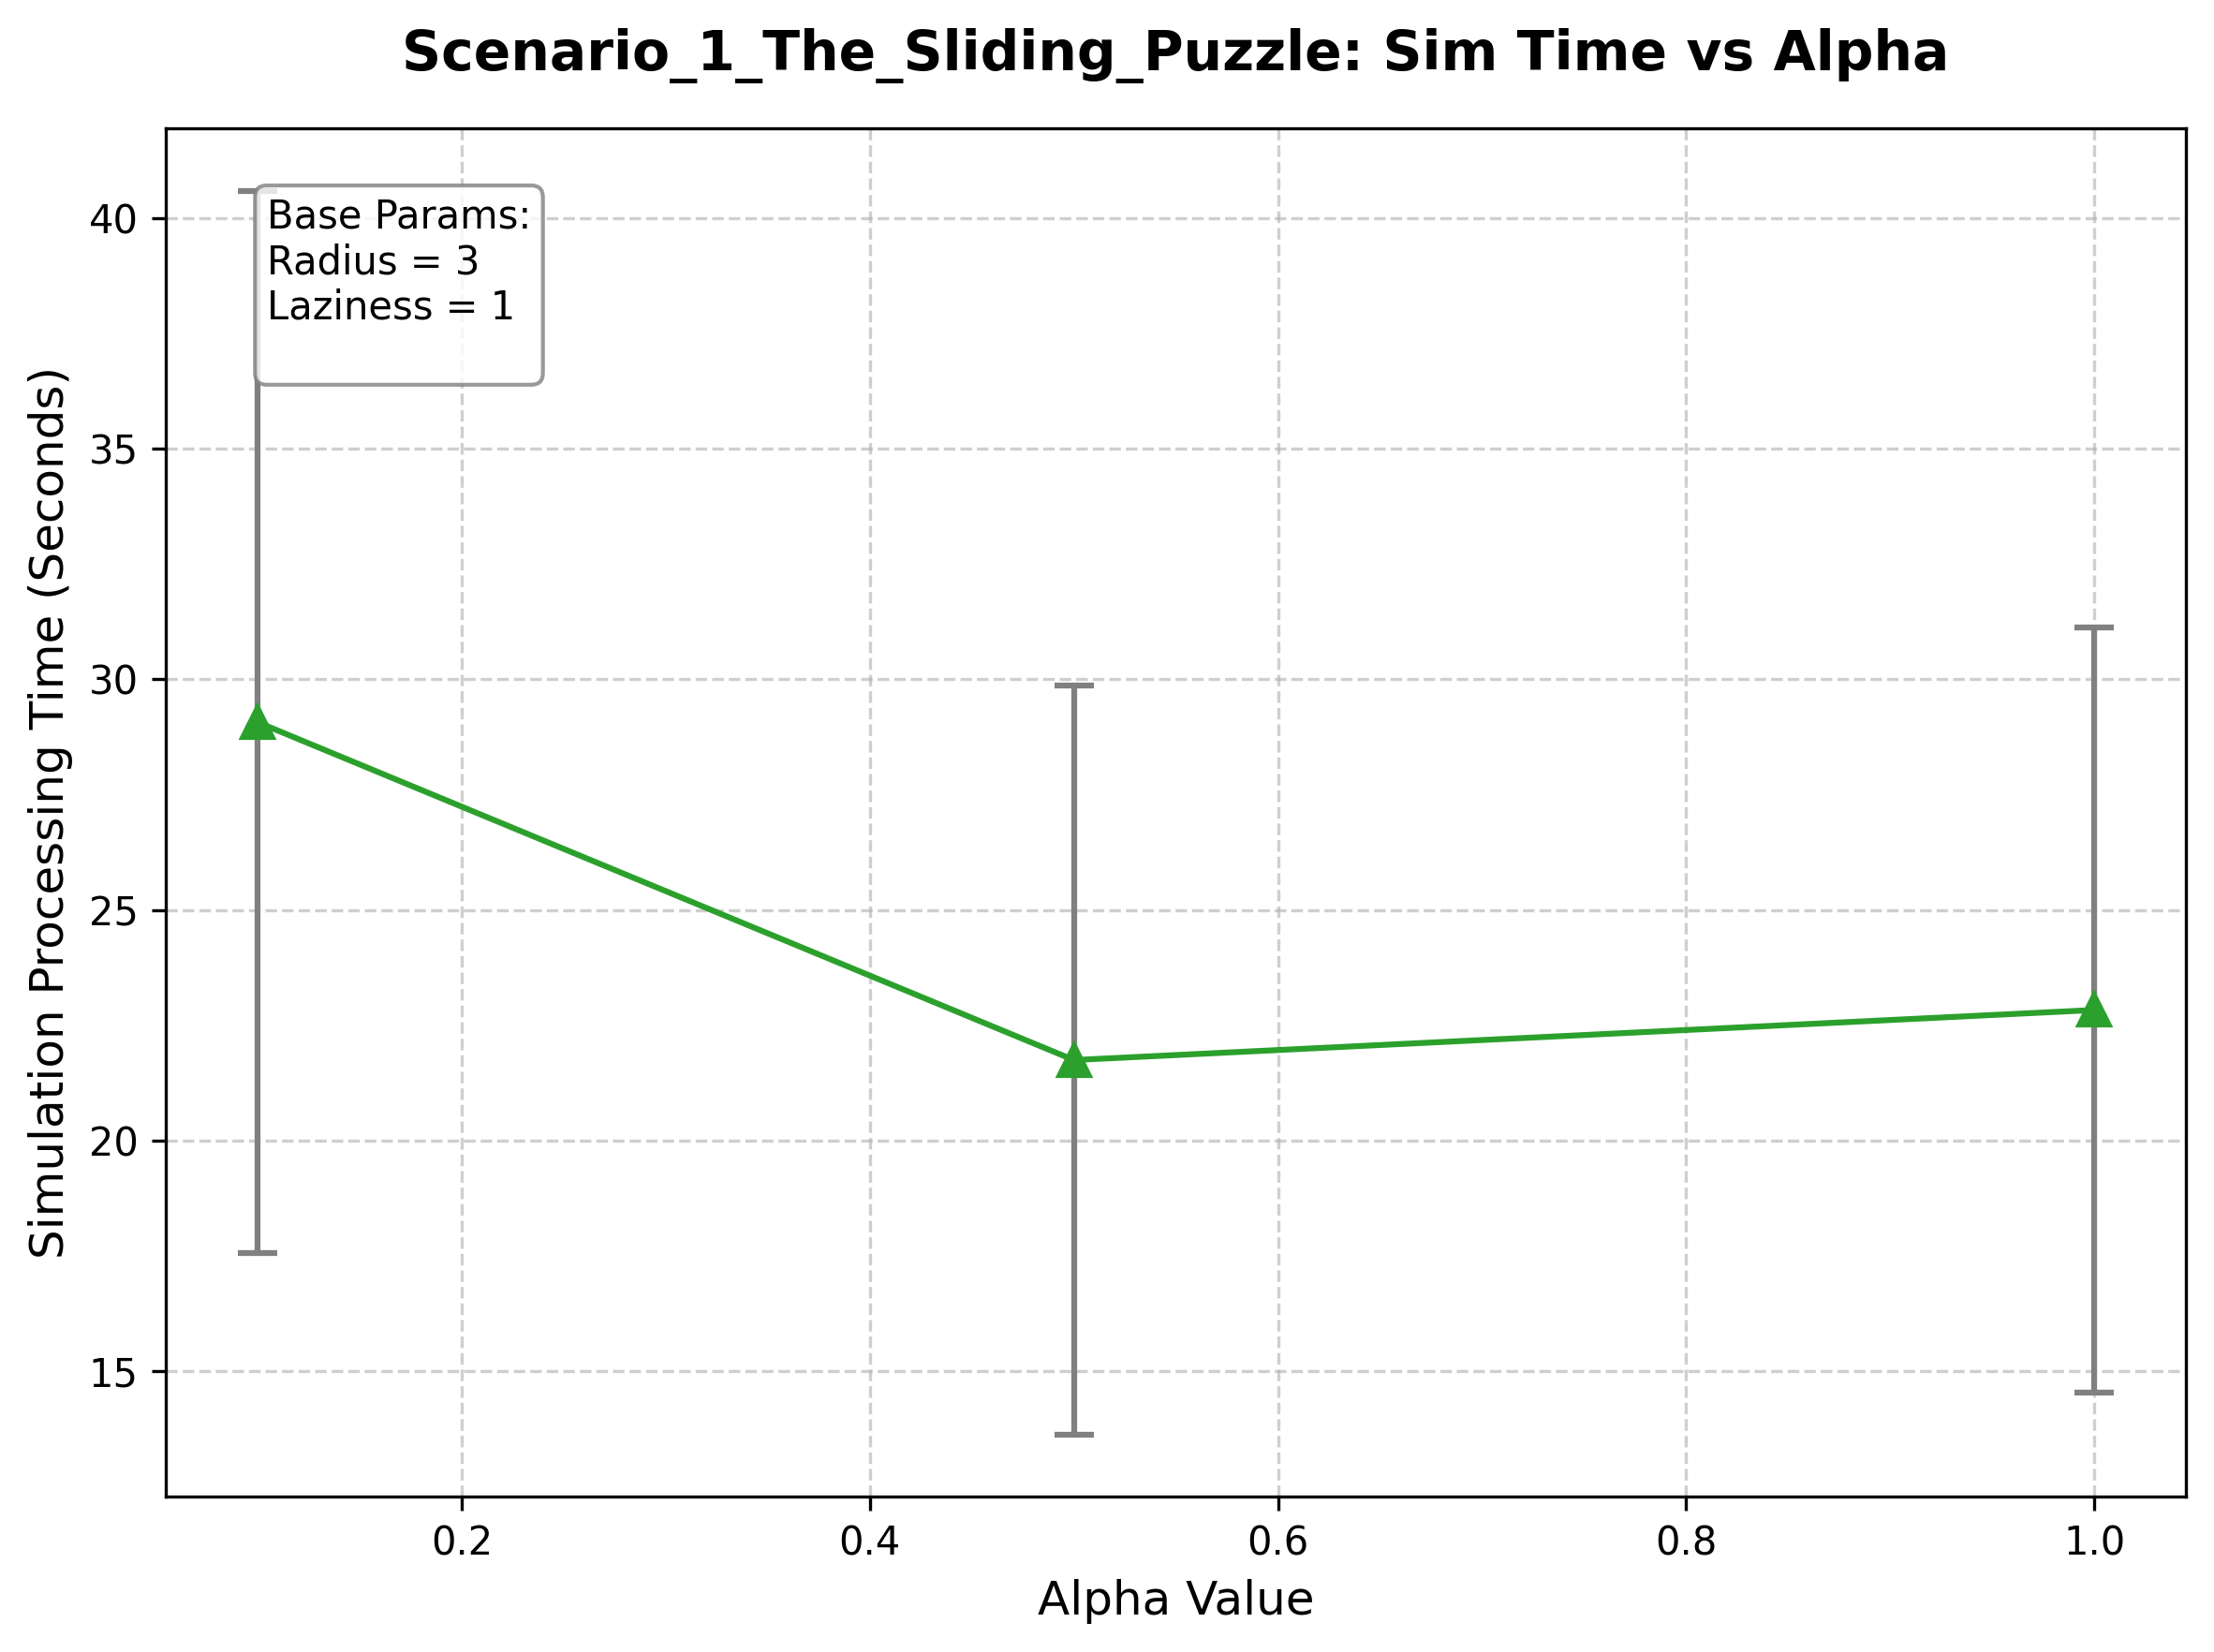 Scenario_1_The_Sliding_Puzzle: Sim Time vs Alpha
Base Params:
Radius = 3
Laziness = 1
Simulation Processing Time (Seconds)
40
35
30
25
20
15
0.2
0.4
0.6
0.8
1.0
Alpha Value